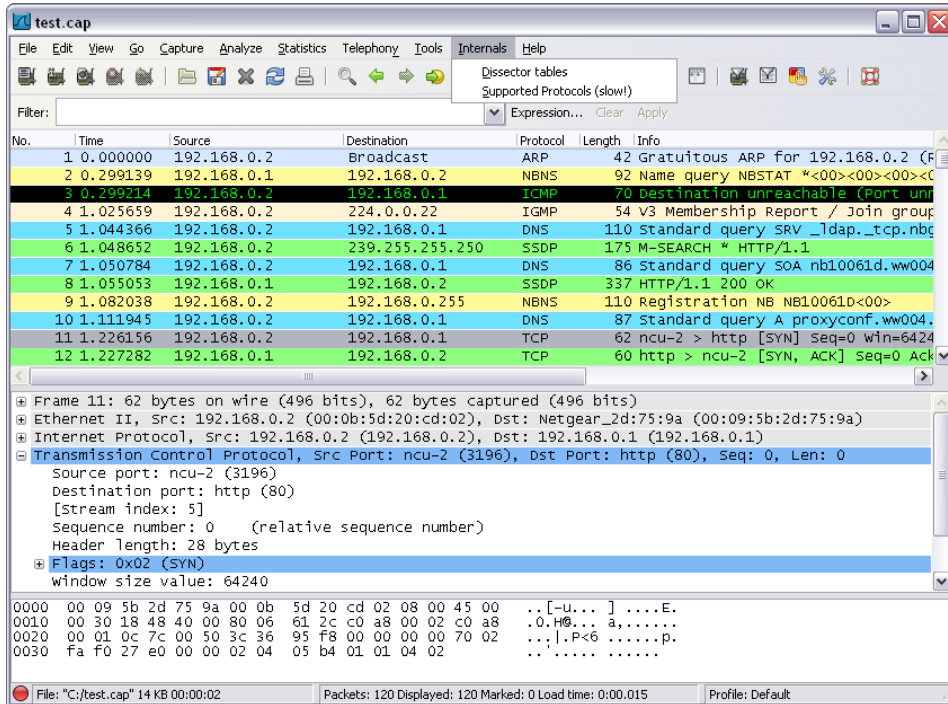 test.cap
File Edit View Go Capture Analyze Statistics Telephony Tools Internals Help
Dissector tables
Supported Protocols (slow!)
Filter: Expression... Clear Apply
No. Time Source Destination Protocol Length Info
1 0.000000 192.168.0.2 Broadcast ARP 42 Gratuitous ARP for 192.168.0.2 (R
2 0.299139 192.168.0.1 192.168.0.2 NBNS 92 Name query NBSTAT *<00><00><00><0
3 0.299214 192.168.0.2 192.168.0.1 ICMP 70 Destination unreachable (Port unr
4 1.025659 192.168.0.2 224.0.0.22 IGMP 54 V3 Membership Report / Join group
5 1.044366 192.168.0.2 192.168.0.1 DNS 110 Standard query SRV _ldap._tcp.nbg
6 1.048652 192.168.0.2 239.255.255.250 SSDP 175 M-SEARCH * HTTP/1.1
7 1.050784 192.168.0.2 192.168.0.1 DNS 86 Standard query SOA nb10061d.ww004
8 1.055053 192.168.0.1 192.168.0.2 SSDP 337 HTTP/1.1 200 OK
9 1.082038 192.168.0.2 192.168.0.255 NBNS 110 Registration NB NB10061D<00>
10 1.111945 192.168.0.2 192.168.0.1 DNS 87 Standard query A proxyconf.ww004.
11 1.226156 192.168.0.2 192.168.0.1 TCP 62 ncu-2 > http [SYN] Seq=0 Win=6424
12 1.227282 192.168.0.1 192.168.0.2 TCP 60 http > ncu-2 [SYN, ACK] Seq=0 Ack
Frame 11: 62 bytes on wire (496 bits), 62 bytes captured (496 bits)
Ethernet II, Src: 192.168.0.2 (00:0b:5d:20:cd:02), Dst: Netgear_2d:75:9a (00:09:5b:2d:75:9a)
Internet Protocol, Src: 192.168.0.2 (192.168.0.2), Dst: 192.168.0.1 (192.168.0.1)
Transmission Control Protocol, Src Port: ncu-2 (3196), Dst Port: http (80), Seq: 0, Len: 0
Source port: ncu-2 (3196)
Destination port: http (80)
[Stream index: 5]
Sequence number: 0 (relative sequence number)
Header length: 28 bytes
Flags: 0x02 (SYN)
Window size value: 64240
0000 00 09 5b 2d 75 9a 00 0b 5d 20 cd 02 08 00 45 00 ..[-u... ] ....E.
0010 00 30 18 48 40 00 80 06 61 2c c0 a8 00 02 c0 a8 .0.H@... a,......
0020 00 01 0c 7c 00 50 3c 36 95 f8 00 00 00 00 70 02 ...|.P<6 ......p.
0030 fa f0 27 e0 00 00 02 04 05 b4 01 01 04 02 ..'..... ......
File: "C:/test.cap" 14 KB 00:00:02 Packets: 120 Displayed: 120 Marked: 0 Load time: 0:00.015 Profile: Default